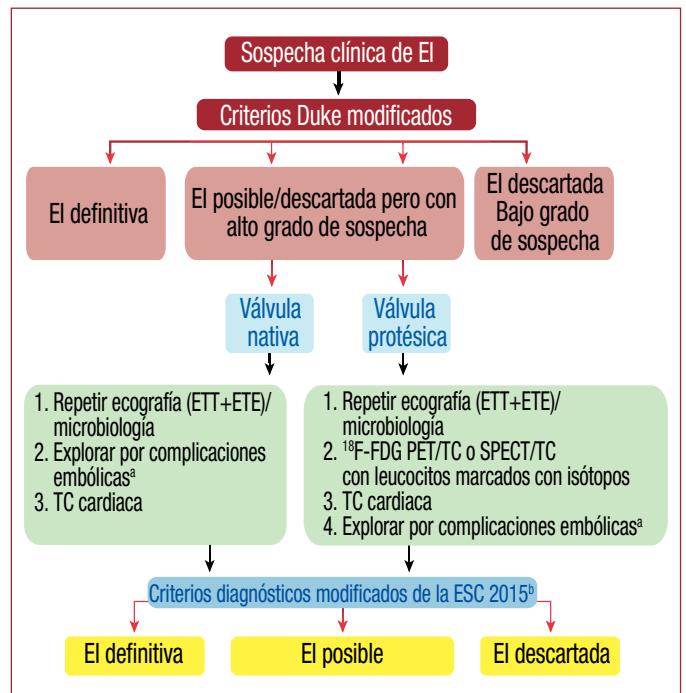 Sospecha clínica de EI
Criterios Duke modificados
EI definitiva
EI posible/descartada pero con
alto grado de sospecha
EI descartada
Bajo grado
de sospecha
Válvula
nativa
Válvula
protésica
1. Repetir ecografía (ETT+ETE)/
microbiología
2. Explorar por complicaciones
embólicasª
3. TC cardiaca
1. Repetir ecografía (ETT+ETE)/
microbiología
2. ¹⁸F-FDG PET/TC o SPECT/TC
con leucocitos marcados con isótopos
3. TC cardiaca
4. Explorar por complicaciones embólicasª
Criterios diagnósticos modificados de la ESC 2015ᵇ
EI definitiva
EI posible
EI descartada